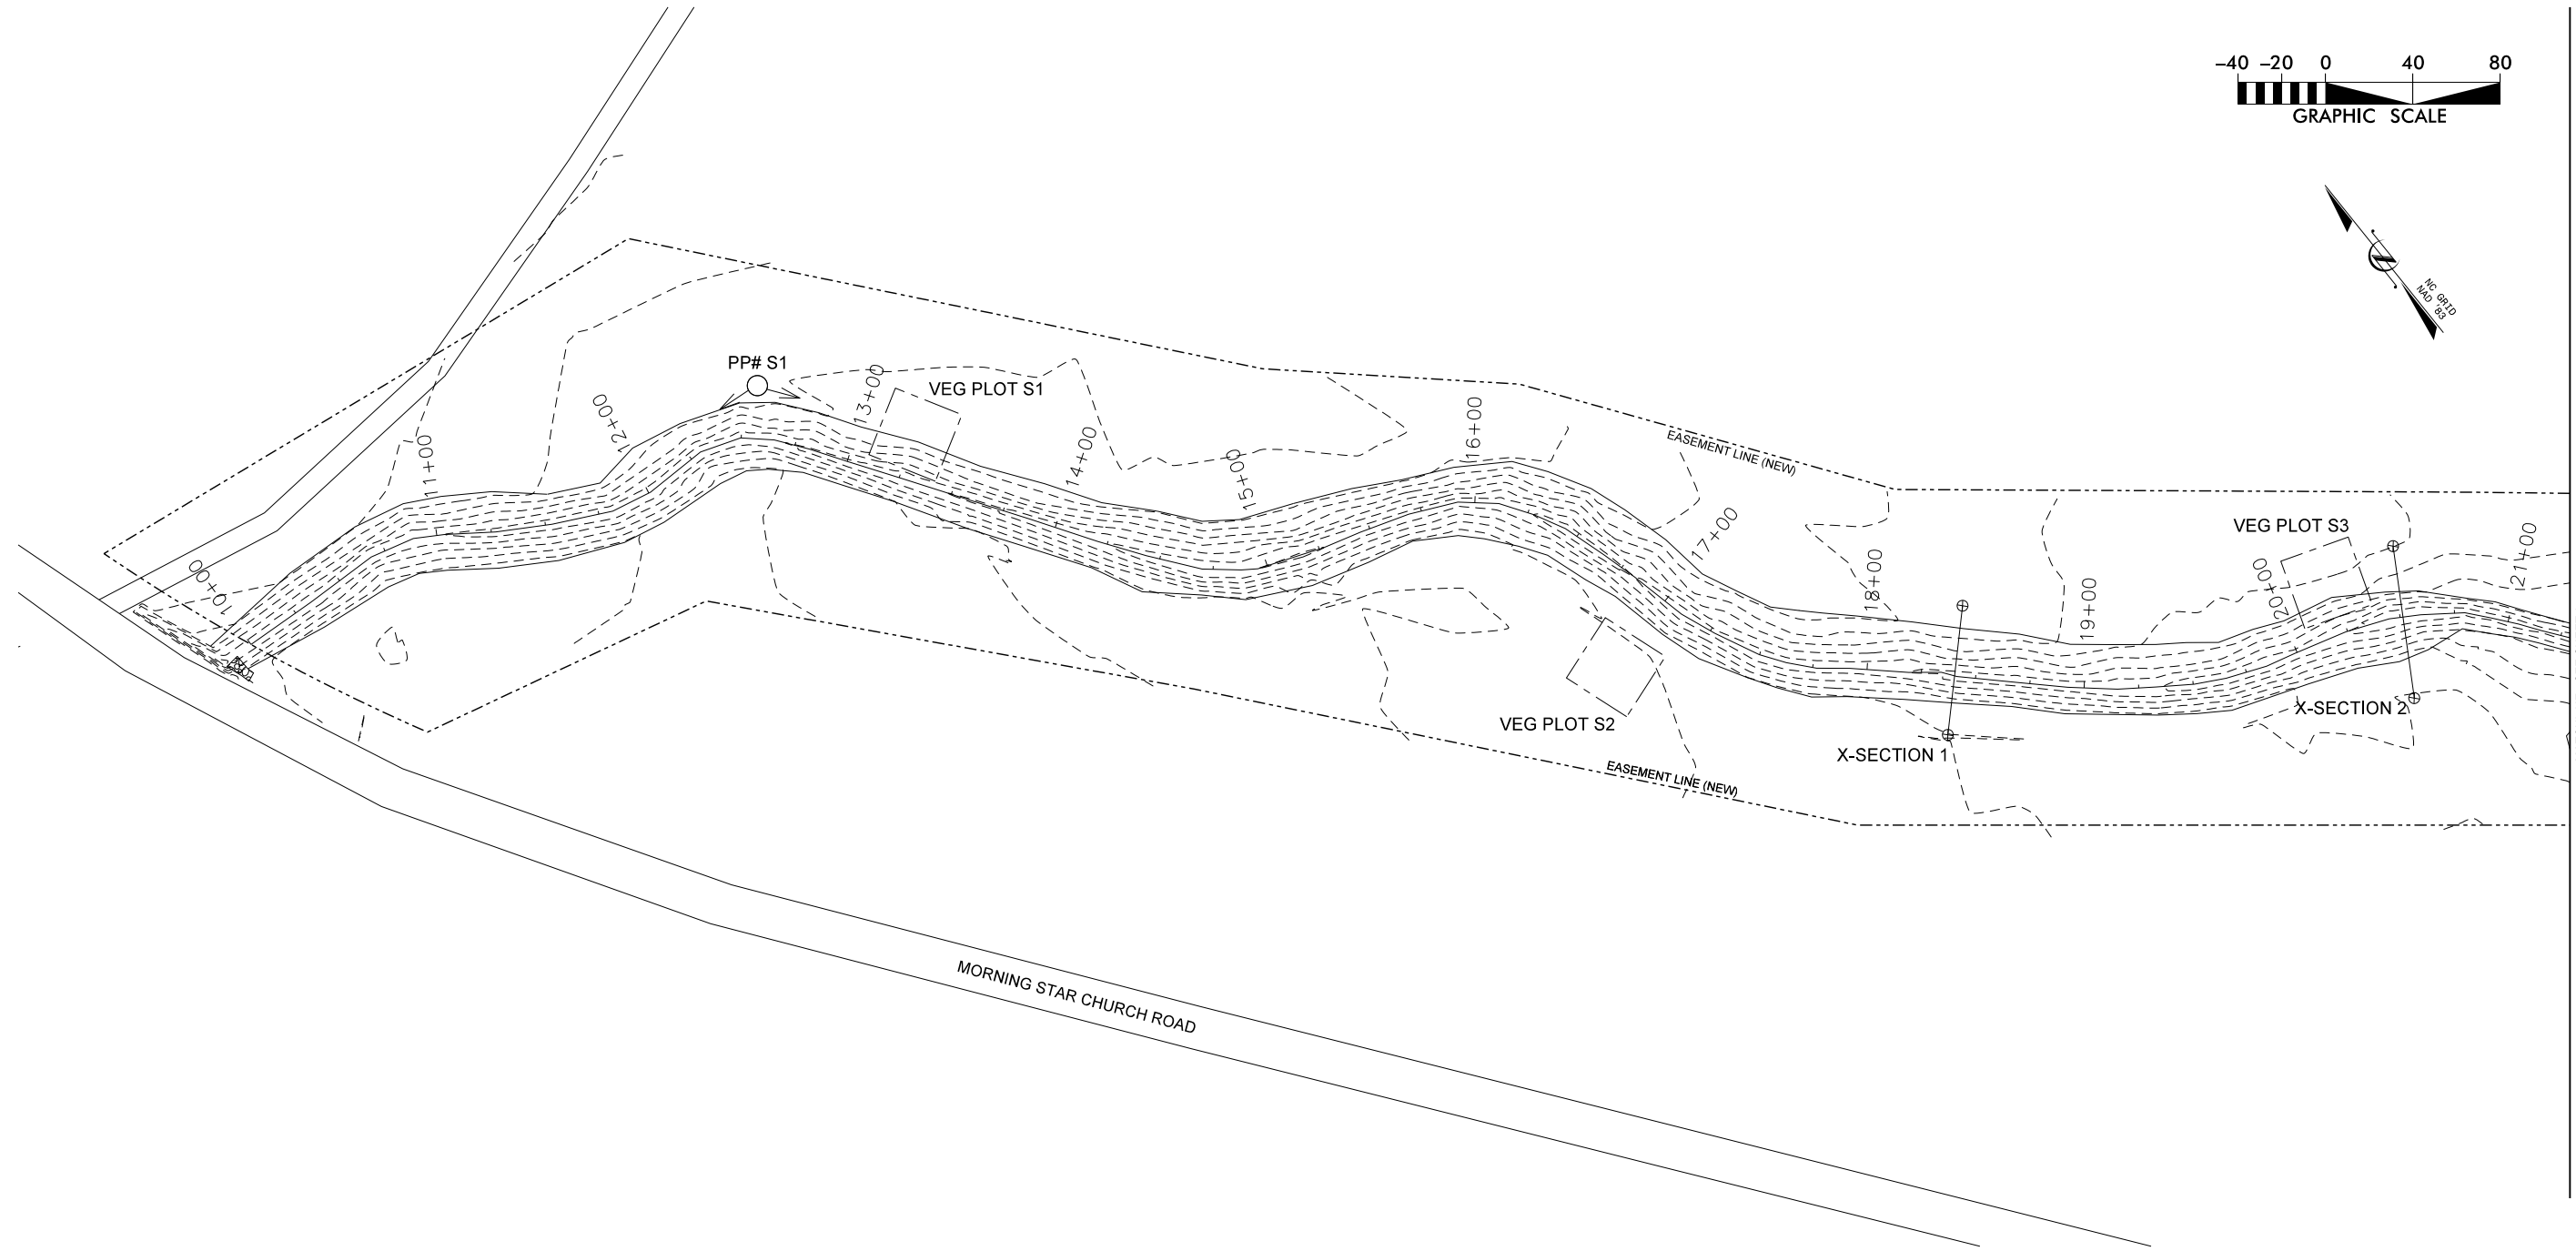 -40 -20 0 40 80
GRAPHIC SCALE
NC GRID
NAD '83
PP# S1
VEG PLOT S1
10+00
11+00
12+00
13+00
14+00
15+00
16+00
EASEMENT LINE (NEW)
17+00
18+00
19+00
VEG PLOT S3
20+00
21+00
VEG PLOT S2
X-SECTION 1
X-SECTION 2
EASEMENT LINE (NEW)
MORNING STAR CHURCH ROAD